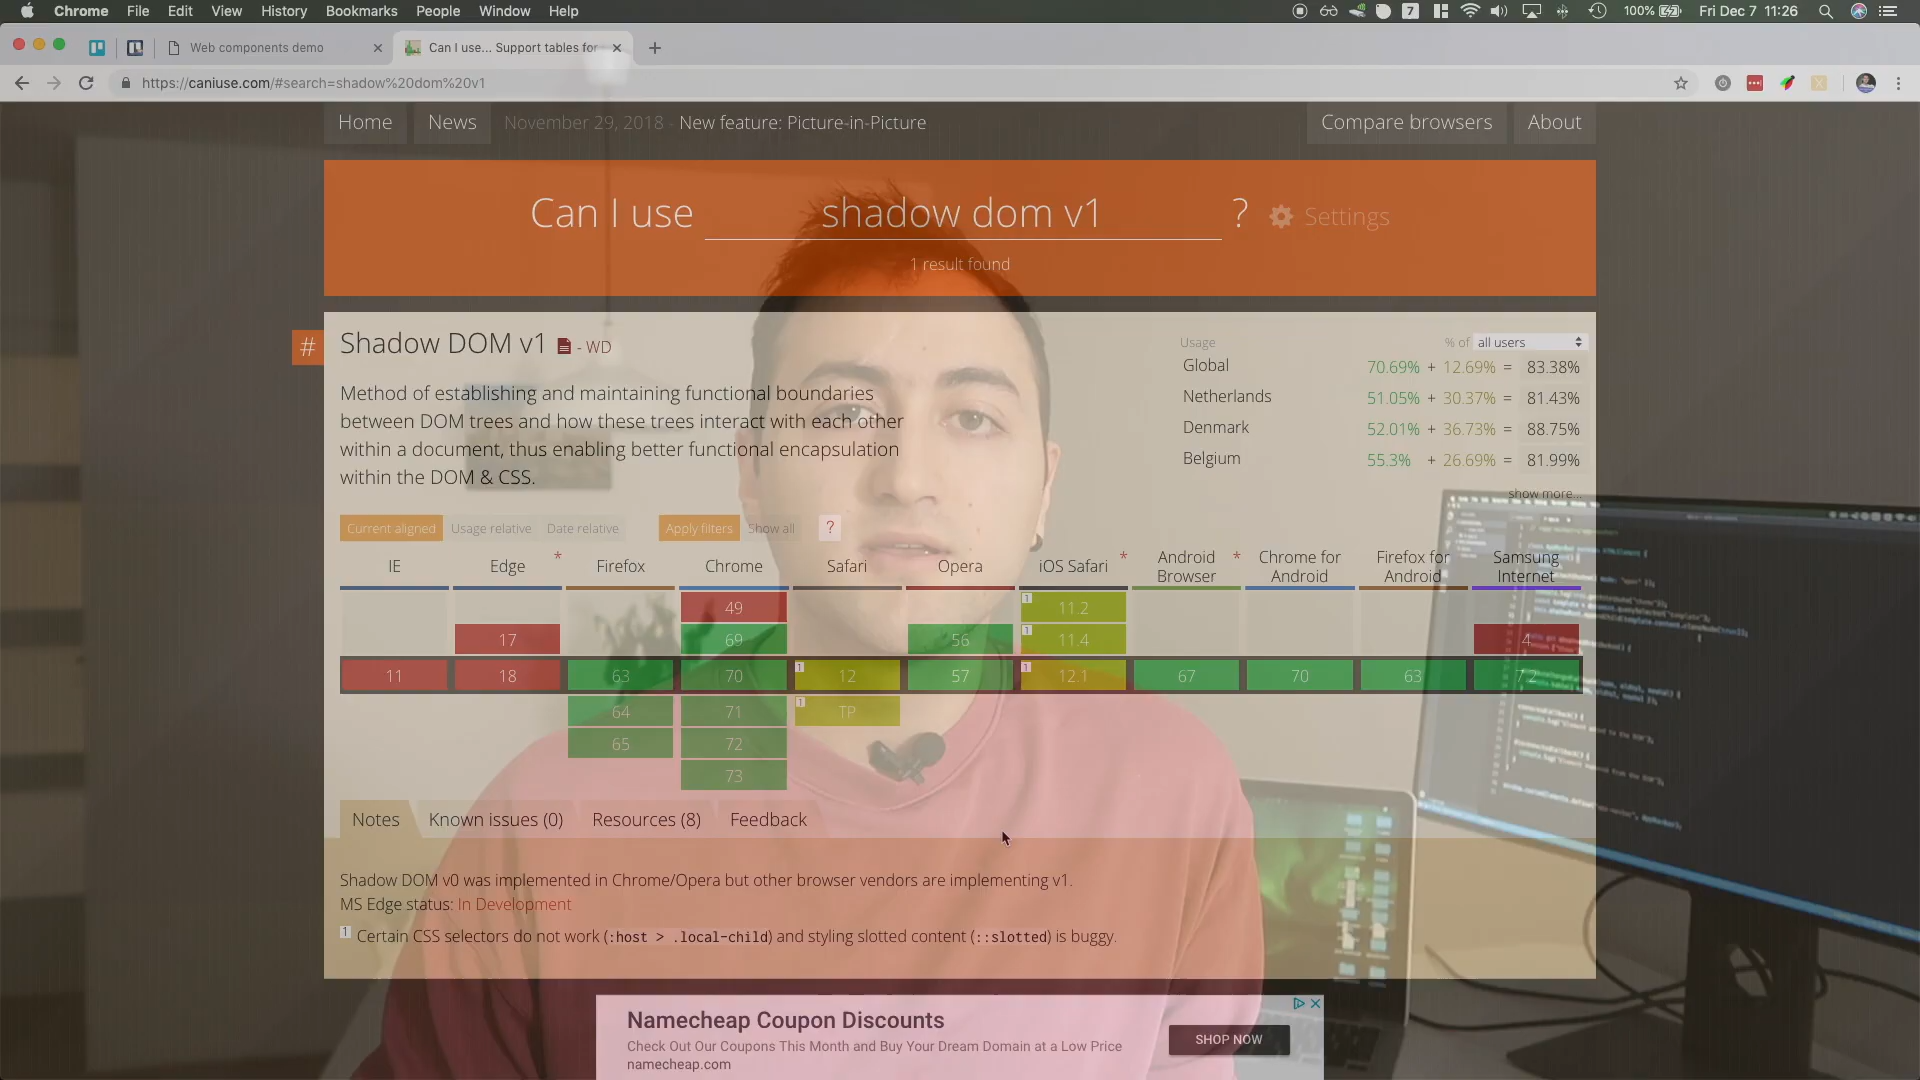 Chrome File Edit View History Bookmarks People Window Help
7 100% Fri Dec 7 11:26
Web components demo
Can I use... Support tables for
https://caniuse.com/#search=shadow%20dom%20v1
Home News November 29, 2018 - New feature: Picture-in-Picture Compare browsers About
Can I use shadow dom v1 ? Settings
1 result found
# Shadow DOM v1 - WD
Method of establishing and maintaining functional boundaries
between DOM trees and how these trees interact with each other
within a document, thus enabling better functional encapsulation
within the DOM & CSS.
Usage % of all users
Global 70.69% + 12.69% = 83.38%
Netherlands 51.05% + 30.37% = 81.43%
Denmark 52.01% + 36.73% = 88.75%
Belgium 55.3% + 26.69% = 81.99%
show more...
Current aligned Usage relative Date relative Apply filters Show all ?
IE Edge * Firefox Chrome Safari Opera iOS Safari * Android Browser * Chrome for Android Firefox for Android Samsung Internet
49 1 11.2
17 69 56 1 11.4 4
11 18 63 70 1 12 57 1 12.1 67 70 63 7.2
64 71 1 TP
65 72
73
Notes Known issues (0) Resources (8) Feedback
Shadow DOM v0 was implemented in Chrome/Opera but other browser vendors are implementing v1.
MS Edge status: In Development
1 Certain CSS selectors do not work (:host > .local-child) and styling slotted content (::slotted) is buggy.
Namecheap Coupon Discounts
Check Out Our Coupons This Month and Buy Your Dream Domain at a Low Price
namecheap.com
SHOP NOW